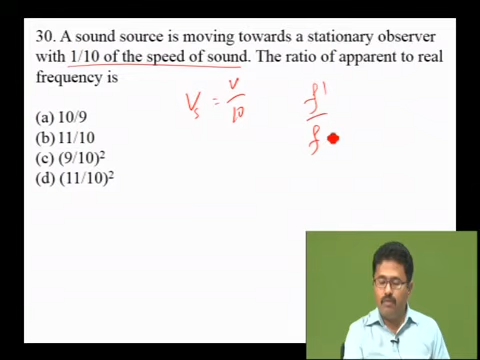 30. A sound source is moving towards a stationary observer
with 1/10 of the speed of sound. The ratio of apparent to real
frequency is
(a) 10/9
(b) 11/10
(c) (9/10)²
(d) (11/10)²
Vₛ = V/10
f'/f